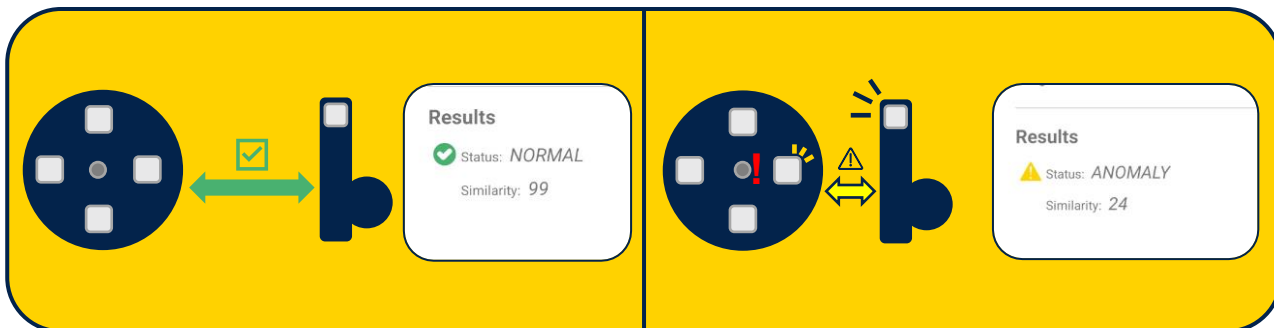 Results
Status: NORMAL
Similarity: 99
!
Results
Status: ANOMALY
Similarity: 24